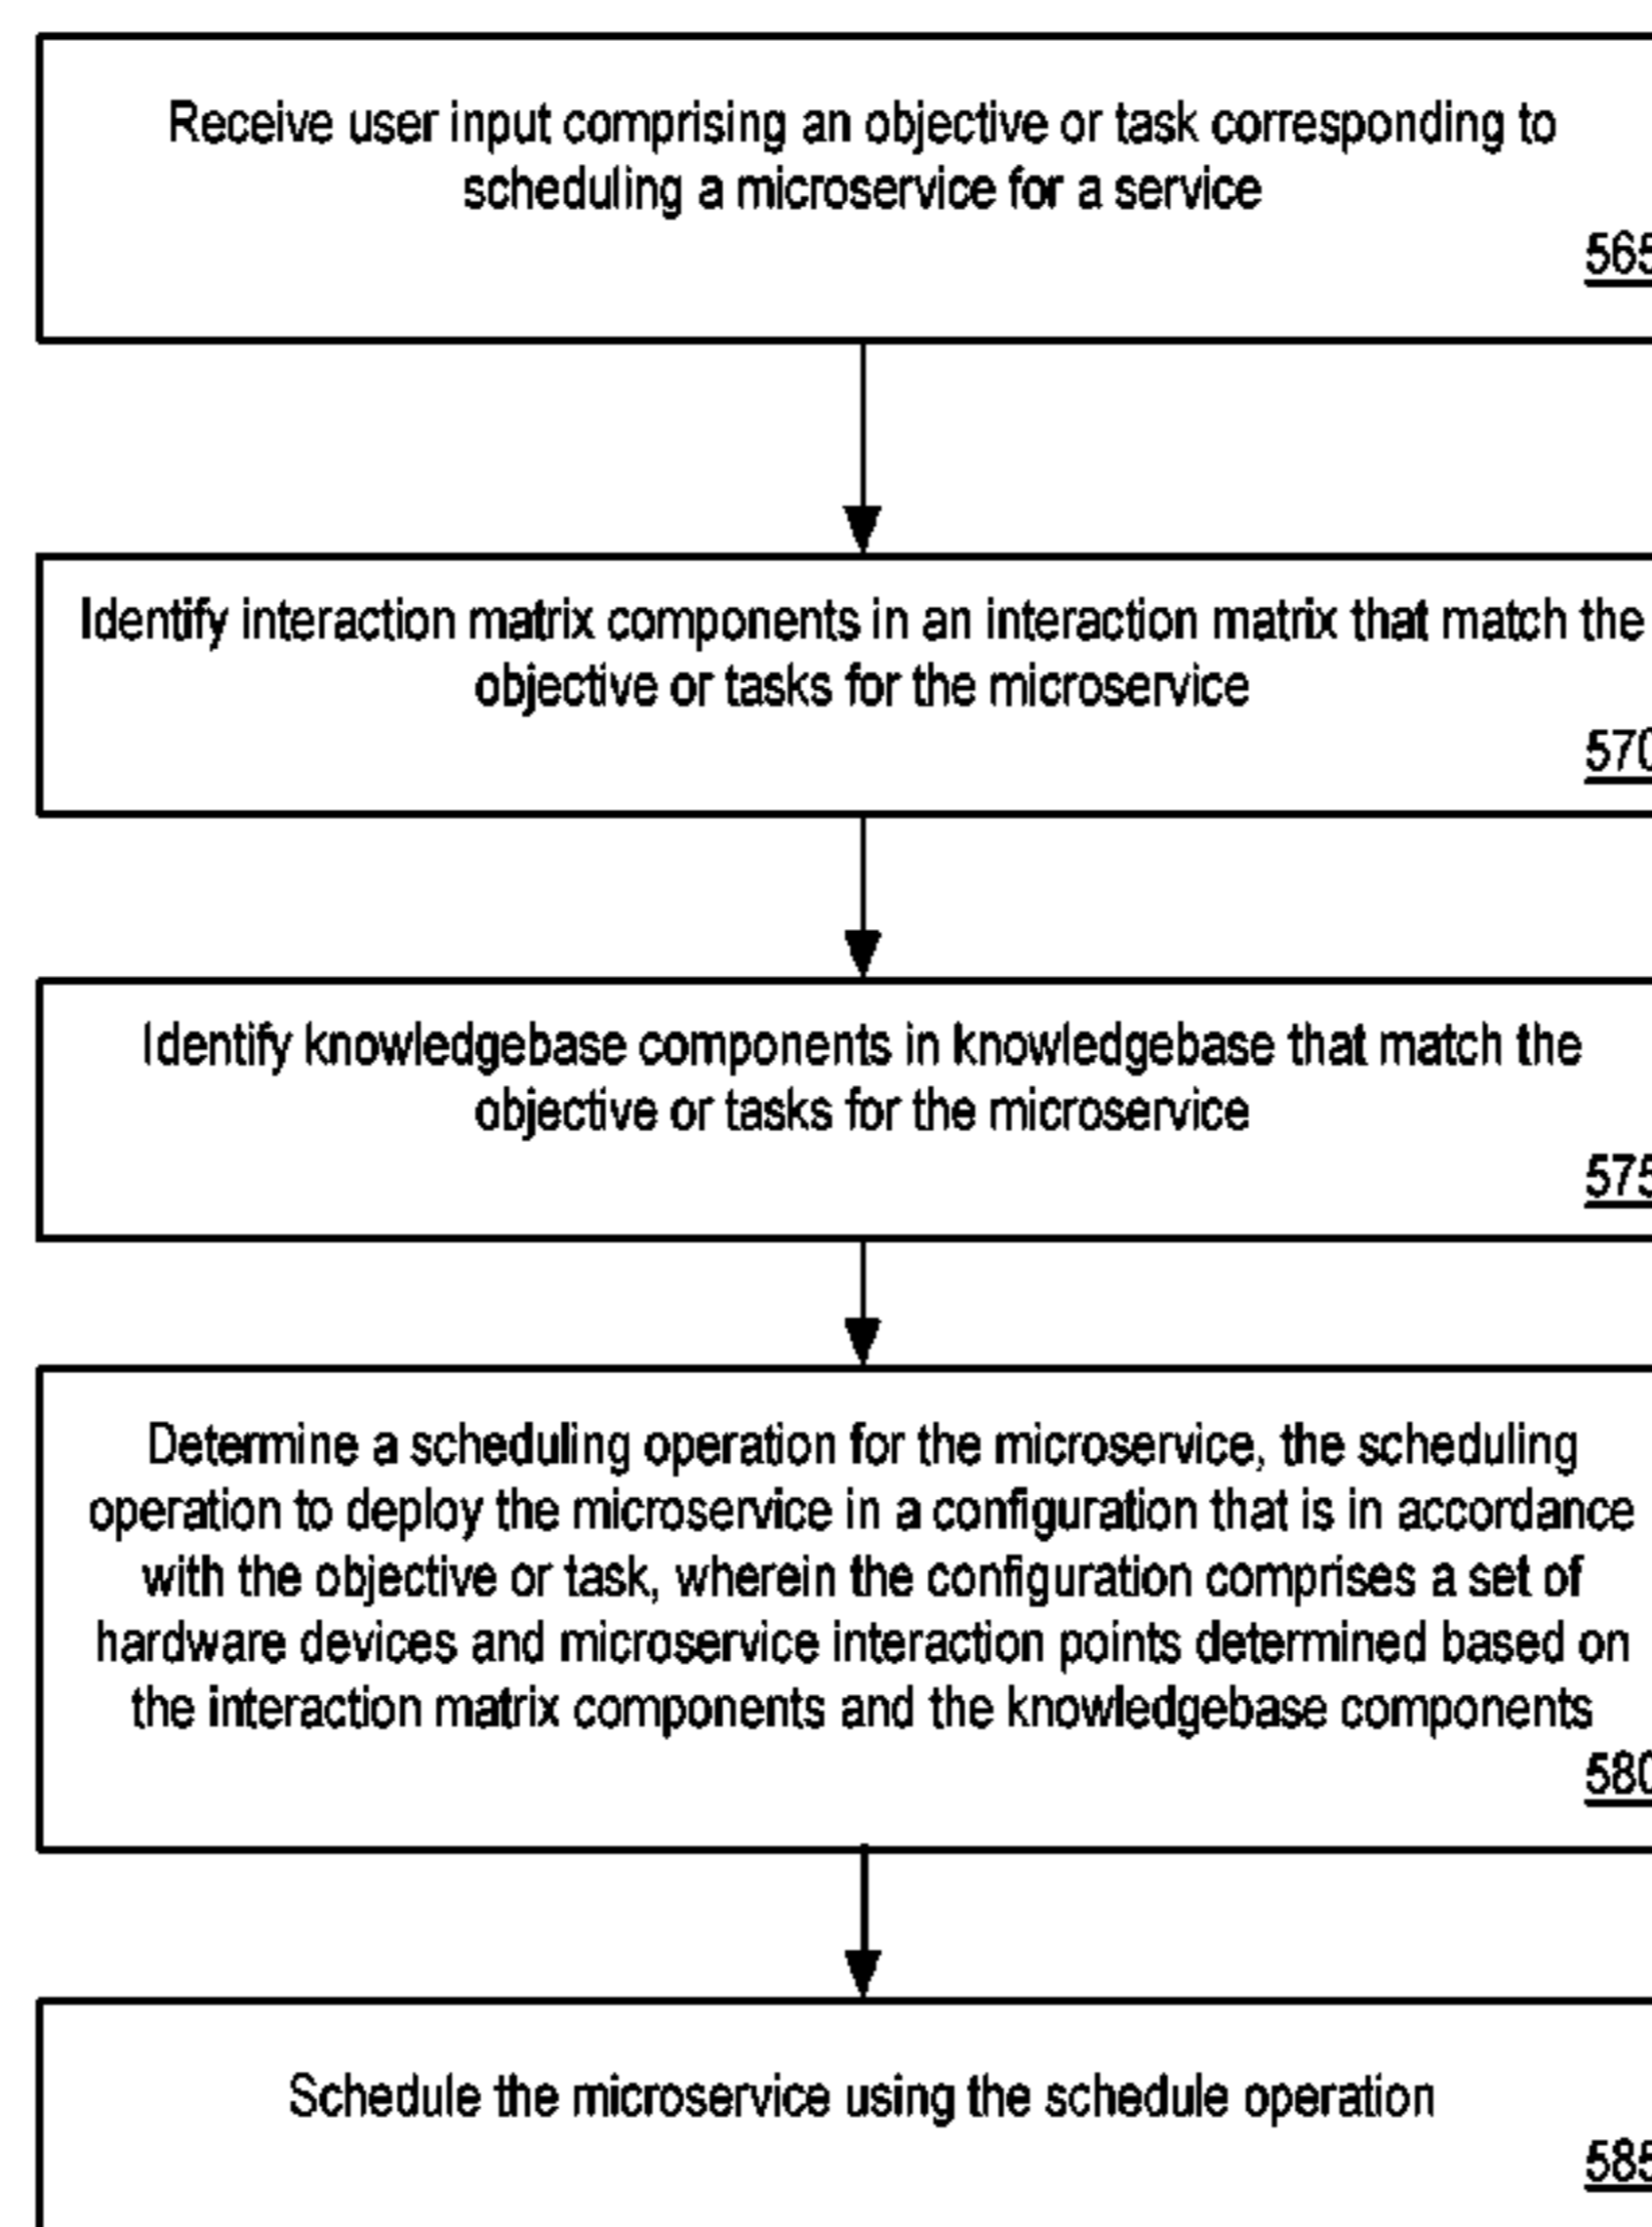 Receive user input comprising an objective or task corresponding to
scheduling a microservice for a service
565
Identify interaction matrix components in an interaction matrix that match the
objective or tasks for the microservice
570
Identify knowledgebase components in knowledgebase that match the
objective or tasks for the microservice
575
Determine a scheduling operation for the microservice, the scheduling
operation to deploy the microservice in a configuration that is in accordance
with the objective or task, wherein the configuration comprises a set of
hardware devices and microservice interaction points determined based on
the interaction matrix components and the knowledgebase components
580
Schedule the microservice using the schedule operation
585